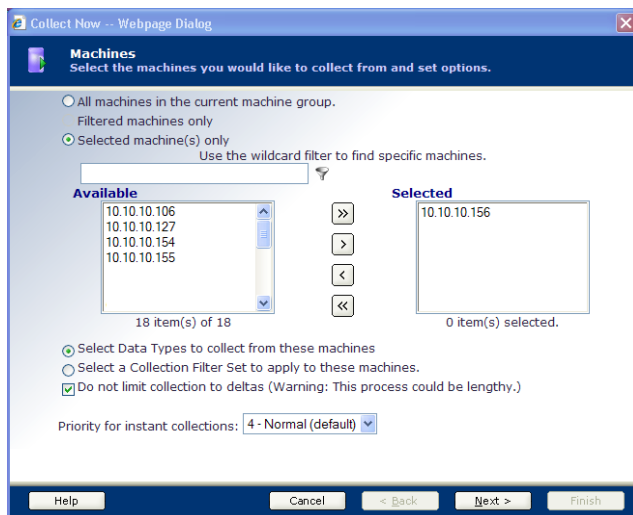 Collect Now -- Webpage Dialog
Machines
Select the machines you would like to collect from and set options.
All machines in the current machine group.
Filtered machines only
Selected machine(s) only
Use the wildcard filter to find specific machines.
Available
Selected
10.10.10.106
10.10.10.127
10.10.10.154
10.10.10.155
>>
>
<
<<
10.10.10.156
18 item(s) of 18
0 item(s) selected.
Select Data Types to collect from these machines
Select a Collection Filter Set to apply to these machines.
Do not limit collection to deltas (Warning: This process could be lengthy.)
Priority for instant collections: 4 - Normal (default)
Help
Cancel
< Back
Next >
Finish